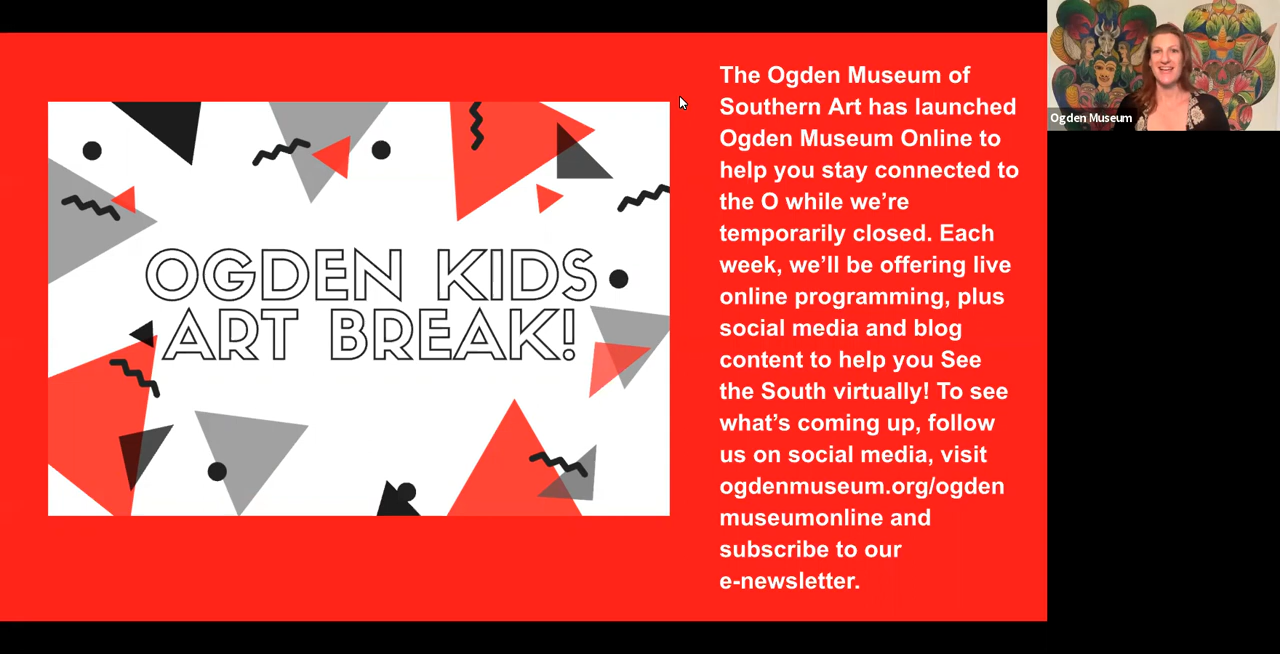 OGDEN KIDS
ART BREAK!
The Ogden Museum of
Southern Art has launched
Ogden Museum Online to
help you stay connected to
the O while we’re
temporarily closed. Each
week, we’ll be offering live
online programming, plus
social media and blog
content to help you See
the South virtually! To see
what’s coming up, follow
us on social media, visit
ogdenmuseum.org/ogden
museumonline and
subscribe to our
e-newsletter.
Ogden Museum